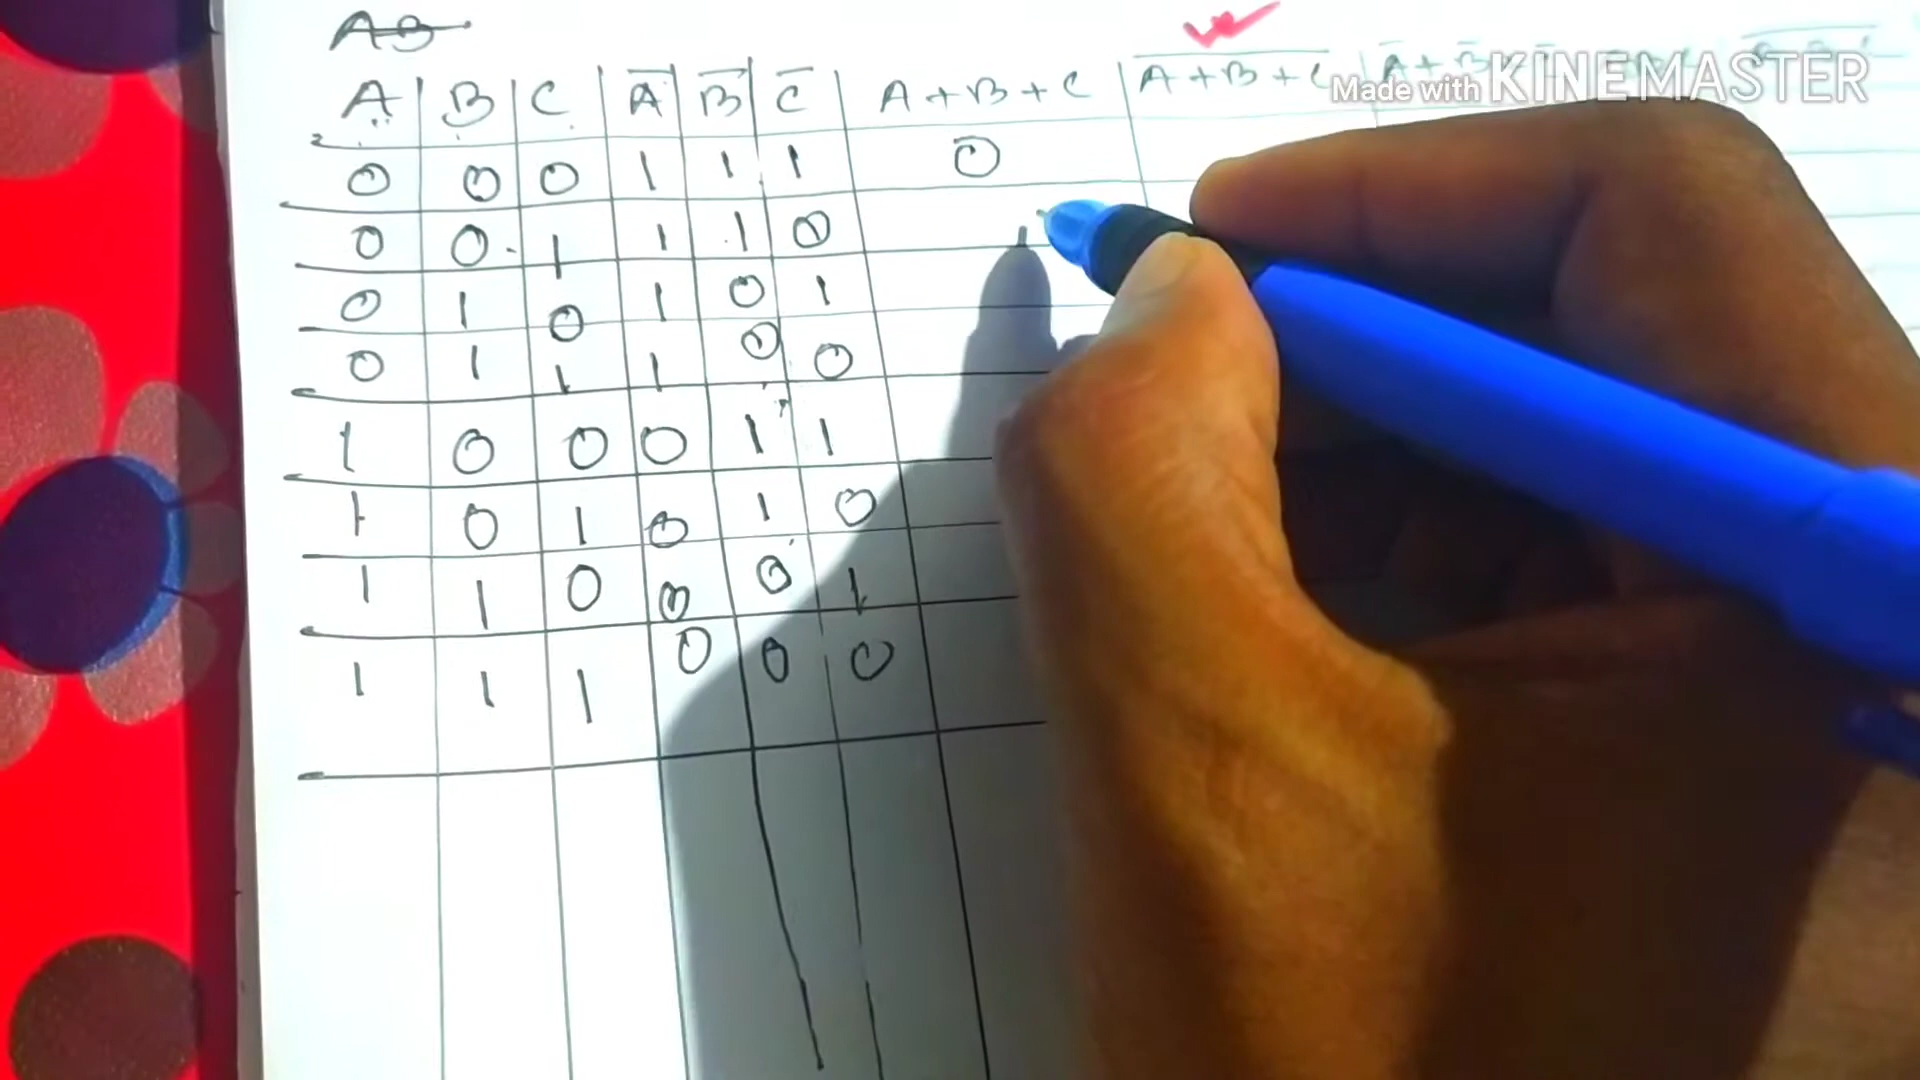 AB
A B C A̅ B̅ C̅ A+B+C A̅+̅B̅+̅C̅
Made with KINEMASTER
0 0 0 1 1 1 0
0 0 1 1 1 0
0 1 0 1 0 1
0 1 1 1 0 0
1 0 0 0 1 1
1 0 1 0 1 0
1 1 0 0 0 1
1 1 1 0 0 0